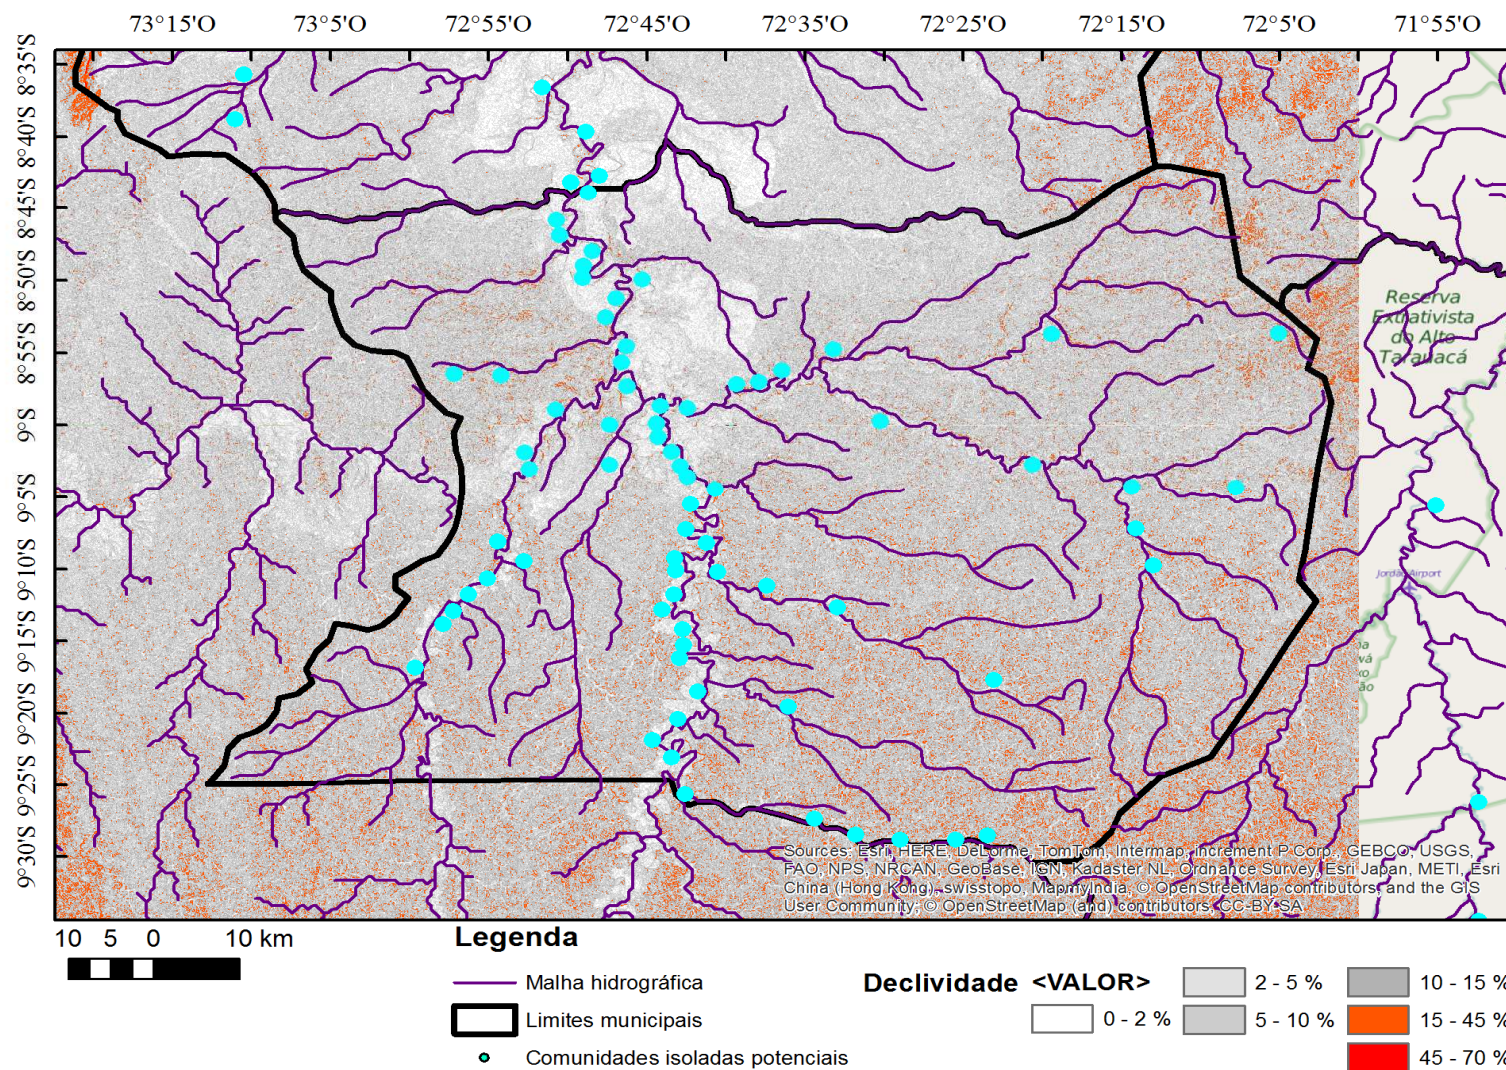 73°15'O 73°5'O 72°55'O 72°45'O 72°35'O 72°25'O 72°15'O 72°5'O 71°55'O
8°35'S
8°40'S
8°45'S
8°50'S
8°55'S
9°S
9°5'S
9°10'S
9°15'S
9°20'S
9°25'S
9°30'S
Reserva
Extrativista
do Alto
Tarauacá
Jordão Airport
Sources: Esri, HERE, DeLorme, TomTom, Intermap, increment P Corp., GEBCO, USGS,
FAO, NPS, NRCAN, GeoBase, IGN, Kadaster NL, Ordnance Survey, Esri Japan, METI, Esri
China (Hong Kong), swisstopo, MapmyIndia, © OpenStreetMap contributors, and the GIS
User Community; © OpenStreetMap (and) contributors, CC-BY-SA
10 5 0 10 km
Legenda
Malha hidrográfica
Limites municipais
Comunidades isoladas potenciais
Declividade <VALOR>
0 - 2 %
2 - 5 %
5 - 10 %
10 - 15 %
15 - 45 %
45 - 70 %